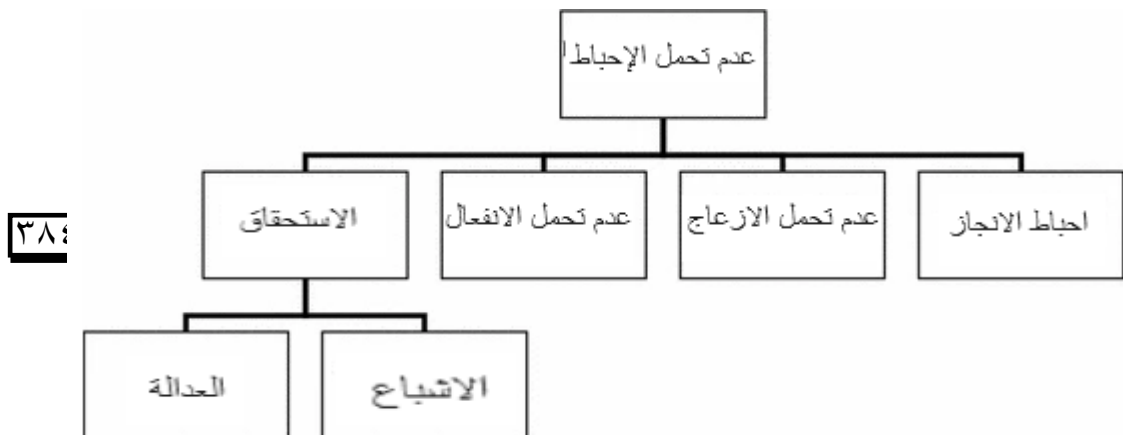 عدم تحمل الإحباط
احباط الانجاز
عدم تحمل الازعاج
عدم تحمل الانفعال
الاستحقاق
٣٨٤
الاشباع
العدالة